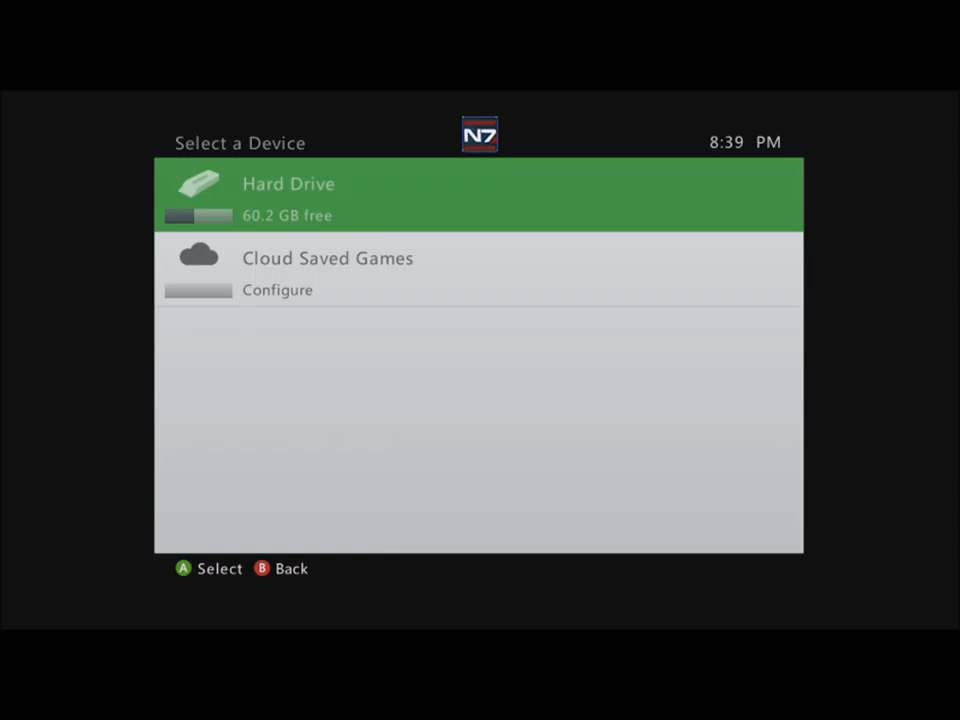 Select a Device
N7
8:39 PM
Hard Drive
60.2 GB free
Cloud Saved Games
Configure
A Select B Back